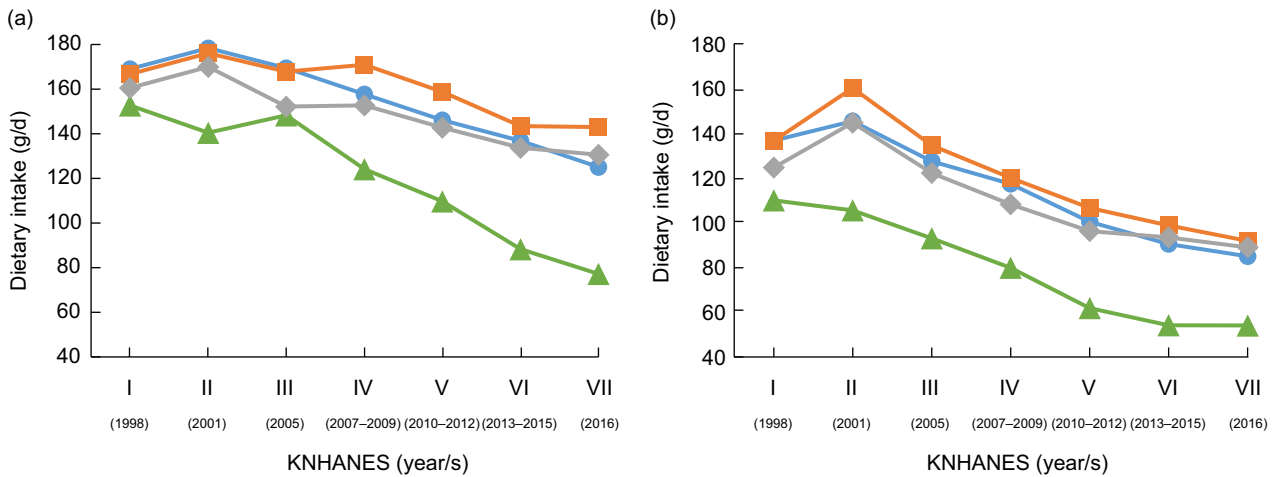 (a)
Dietary intake (g/d)
180
160
140
120
100
80
60
40
I II III IV V VI VII
(1998) (2001) (2005) (2007–2009) (2010–2012) (2013–2015) (2016)
KNHANES (year/s)
(b)
Dietary intake (g/d)
180
160
140
120
100
80
60
40
I II III IV V VI VII
(1998) (2001) (2005) (2007–2009) (2010–2012) (2013–2015) (2016)
KNHANES (year/s)